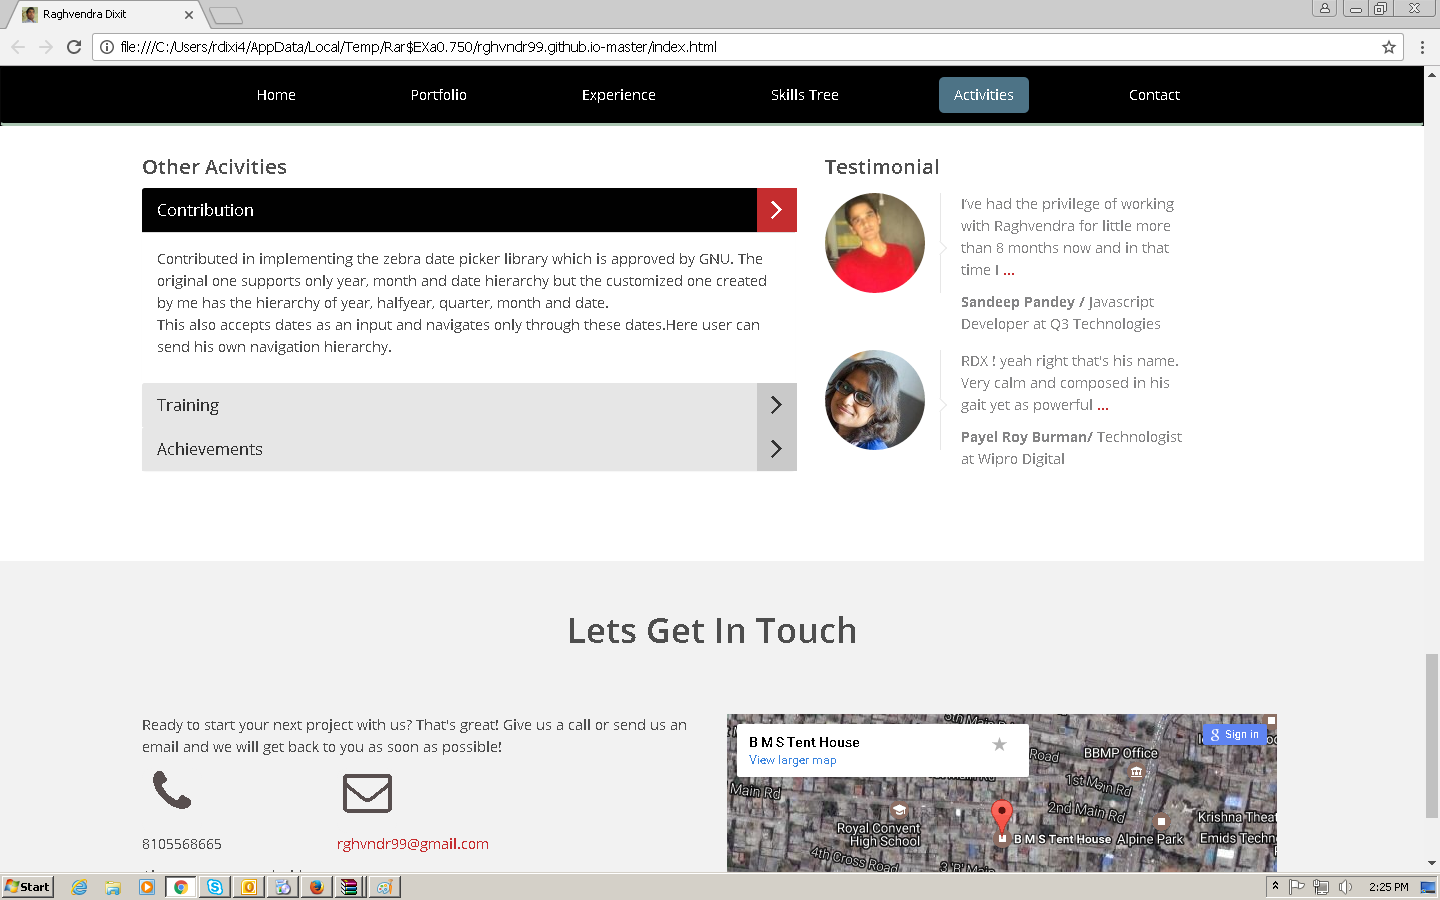 Raghvendra Dixit
file:///C:/Users/rdixi4/AppData/Local/Temp/Rar$EXa0.750/rghvndr99.github.io-master/index.html
Home Portfolio Experience Skills Tree Activities Contact
Other Acivities
Contribution
Contributed in implementing the zebra date picker library which is approved by GNU. The
original one supports only year, month and date hierarchy but the customized one created
by me has the hierarchy of year, halfyear, quarter, month and date.
This also accepts dates as an input and navigates only through these dates.Here user can
send his own navigation hierarchy.
Training
Achievements
Testimonial
I've had the privilege of working
with Raghvendra for little more
than 8 months now and in that
time I ...
Sandeep Pandey / Javascript
Developer at Q3 Technologies
RDX ! yeah right that's his name.
Very calm and composed in his
gait yet as powerful ...
Payel Roy Burman/ Technologist
at Wipro Digital
Lets Get In Touch
Ready to start your next project with us? That's great! Give us a call or send us an
email and we will get back to you as soon as possible!
8105568665
rghvndr99@gmail.com
B M S Tent House
View larger map
Sign in
Main Rd
Road
BBMP Office
1st Main Rd
2nd Main Rd
Royal Convent
High School
B M S Tent House
Alpine Park
Krishna Theat
Emids Techn
4th Cross Road
3 'B' Mai
Start
2:25 PM